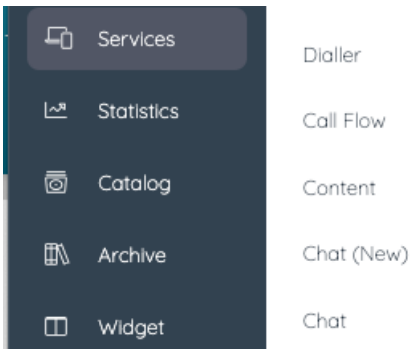 Services
Statistics
Catalog
Archive
Widget
Dialler
Call Flow
Content
Chat (New)
Chat